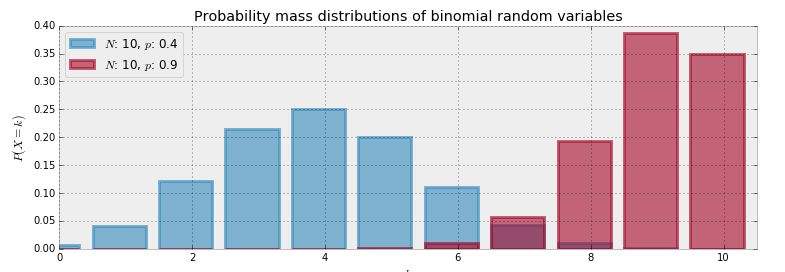 Probability mass distributions of binomial random variables
N: 10, p: 0.4
N: 10, p: 0.9
P(X = k)
0.40
0.35
0.30
0.25
0.20
0.15
0.10
0.05
0.00
0 2 4 6 8 10